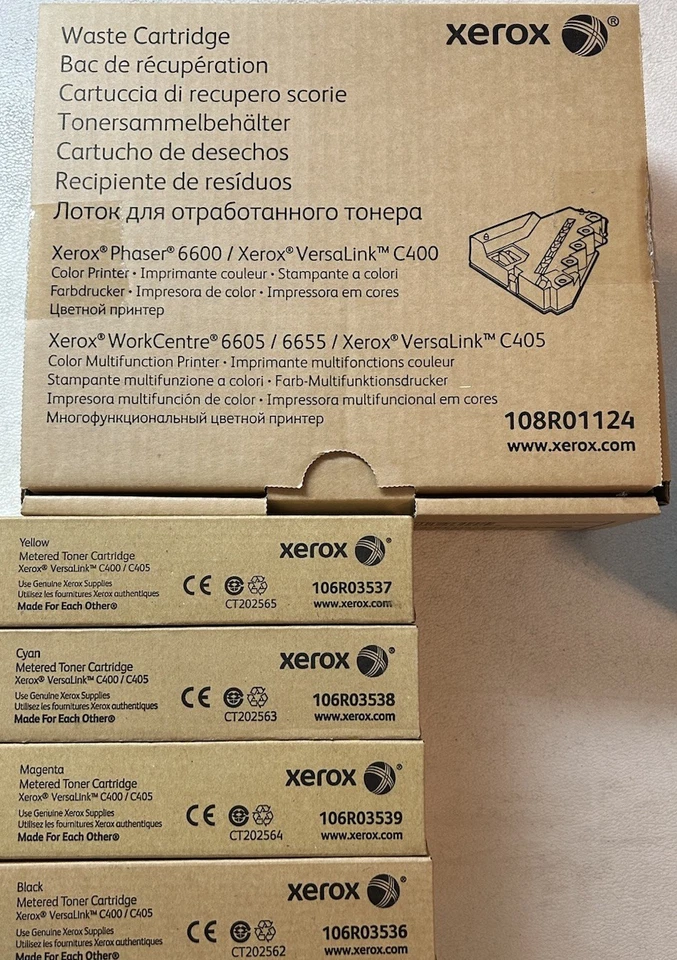 Waste Cartridge
xerox®
Bac de récupération
Cartuccia di recupero scorie
Tonersammelbehälter
Cartucho de desechos
Recipiente de resíduos
Лоток для отработанного тонера
Xerox® Phaser® 6600 / Xerox® VersaLink™ C400
Color Printer • Imprimante couleur • Stampante a colori
Farbdrucker • Impresora de color • Impressora em cores
Цветной принтер
Xerox® WorkCentre® 6605 / 6655 / Xerox® VersaLink™ C405
Color Multifunction Printer • Imprimante multifonctions couleur
Stampante multifunzione a colori • Farb-Multifunktionsdrucker
Impresora multifunción de color • Impressora multifuncional em cores
Многофункциональный цветной принтер
108R01124
www.xerox.com
Yellow
Metered Toner Cartridge
Xerox® VersaLink™ C400 / C405
Use Genuine Xerox Supplies
Utilisez les fournitures Xerox authentiques
Made For Each Other®
CE
CT202565
xerox
106R03537
www.xerox.com
Cyan
Metered Toner Cartridge
Xerox® VersaLink™ C400 / C405
Use Genuine Xerox Supplies
Utilisez les fournitures Xerox authentiques
Made For Each Other®
CE
CT202563
xerox
106R03538
www.xerox.com
Magenta
Metered Toner Cartridge
Xerox® VersaLink™ C400 / C405
Use Genuine Xerox Supplies
Utilisez les fournitures Xerox authentiques
Made For Each Other®
CE
CT202564
xerox
106R03539
www.xerox.com
Black
Metered Toner Cartridge
Xerox® VersaLink™ C400 / C405
Use Genuine Xerox Supplies
Utilisez les fournitures Xerox authentiques
Made For Each Other®
CE
CT202562
xerox
106R03536
www.xerox.com